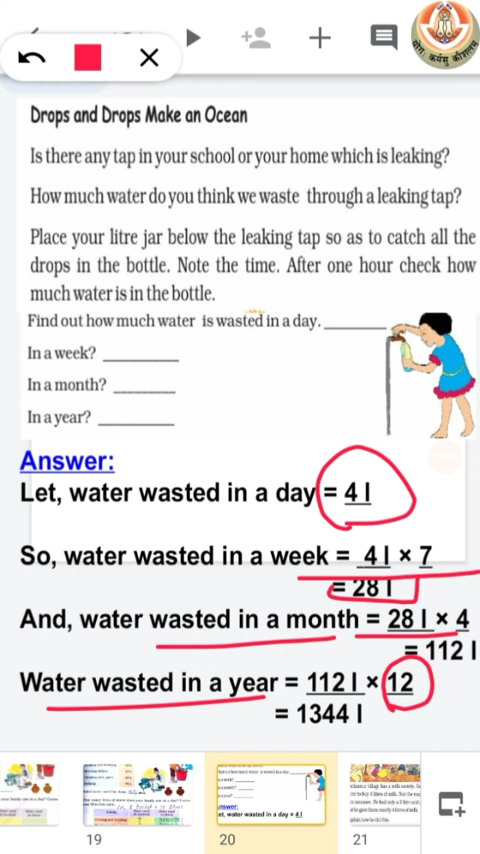 योगः कर्मसु कौशलम्
Drops and Drops Make an Ocean
Is there any tap in your school or your home which is leaking?
How much water do you think we waste through a leaking tap?
Place your litre jar below the leaking tap so as to catch all the
drops in the bottle. Note the time. After one hour check how
much water is in the bottle.
Find out how much water is wasted in a day.
In a week?
In a month?
In a year?
Answer:
Let, water wasted in a day = 4 l
So, water wasted in a week = 4 l × 7
= 28 l
And, water wasted in a month = 28 l × 4
= 112 l
Water wasted in a year = 112 l × 12
= 1344 l
19
20
21